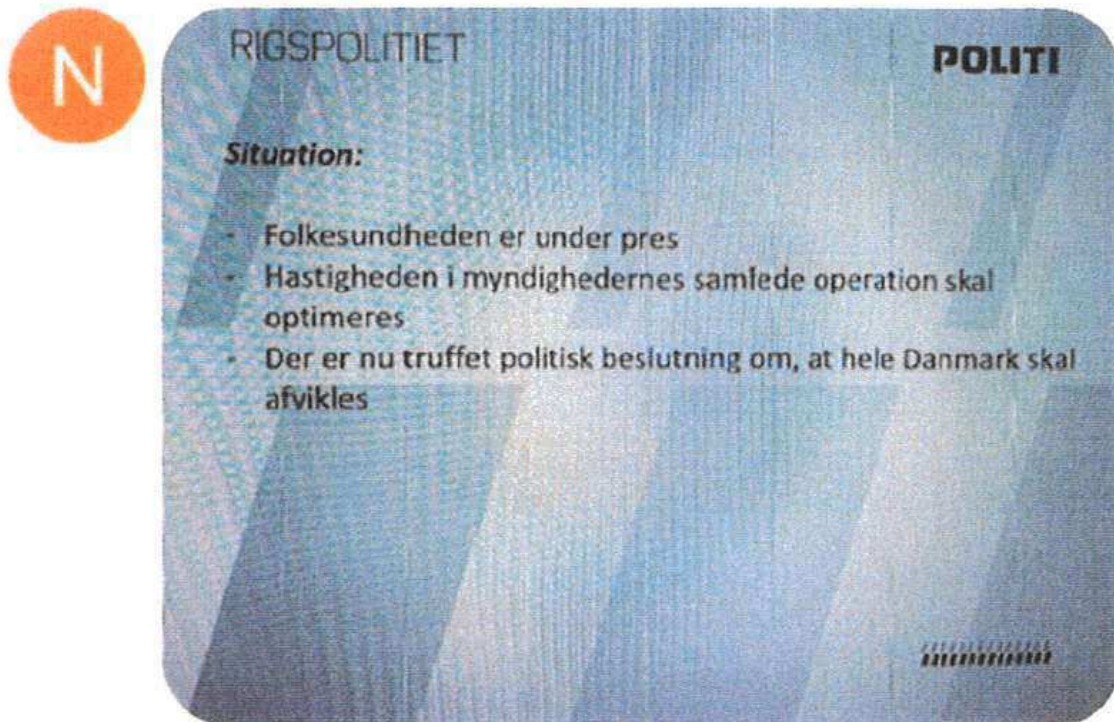 N
RIGSPOLITIET
POLITI
Situation:
- Folkesundheden er under pres
- Hastigheden i myndighedernes samlede operation skal
optimeres
- Der er nu truffet politisk beslutning om, at hele Danmark skal
afvikles